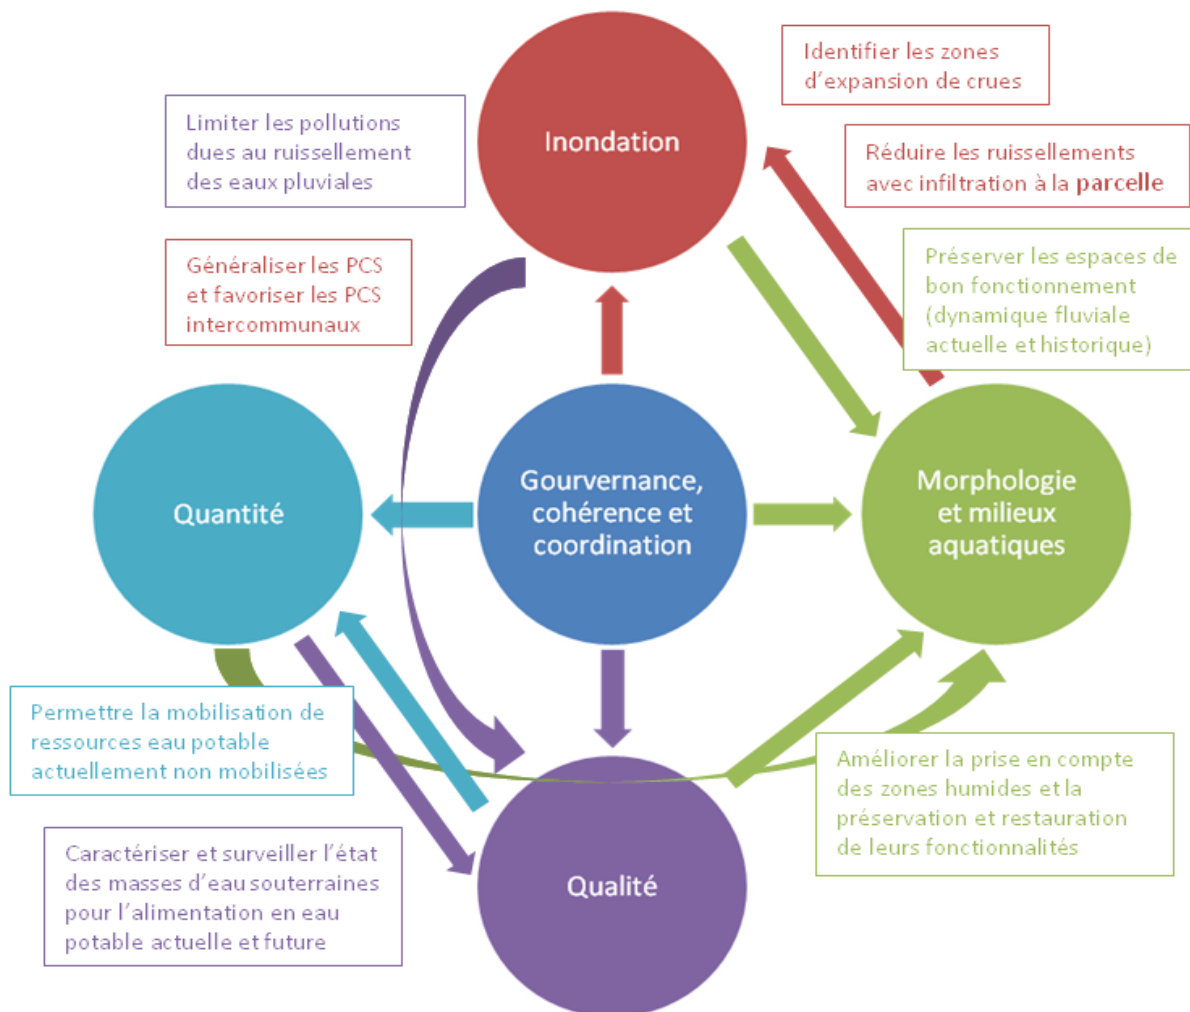 Identifier les zones
d’expansion de crues
Limiter les pollutions
dues au ruissellement
des eaux pluviales
Inondation
Réduire les ruissellements
avec infiltration à la parcelle
Généraliser les PCS
et favoriser les PCS
intercommunaux
Préserver les espaces de
bon fonctionnement
(dynamique fluviale
actuelle et historique)
Quantité
Gourvernance,
cohérence et
coordination
Morphologie
et milieux
aquatiques
Permettre la mobilisation de
ressources eau potable
actuellement non mobilisées
Améliorer la prise en compte
des zones humides et la
préservation et restauration
de leurs fonctionnalités
Caractériser et surveiller l’état
des masses d’eau souterraines
pour l’alimentation en eau
potable actuelle et future
Qualité